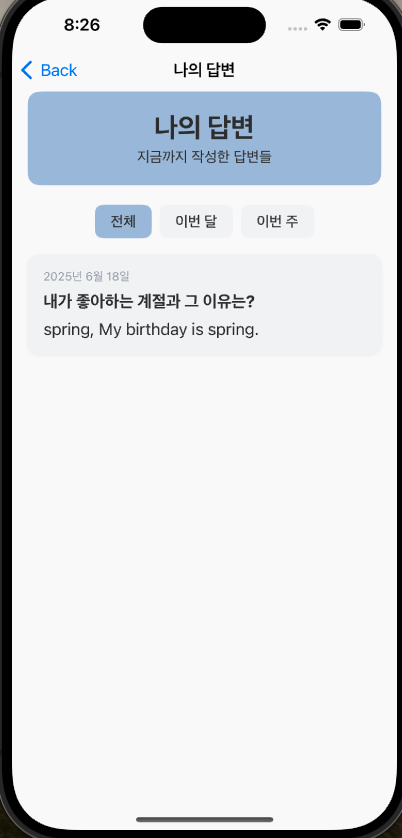 8:26
Back
나의 답변
나의 답변
지금까지 작성한 답변들
전체 이번 달 이번 주
2025년 6월 18일
내가 좋아하는 계절과 그 이유는?
spring, My birthday is spring.